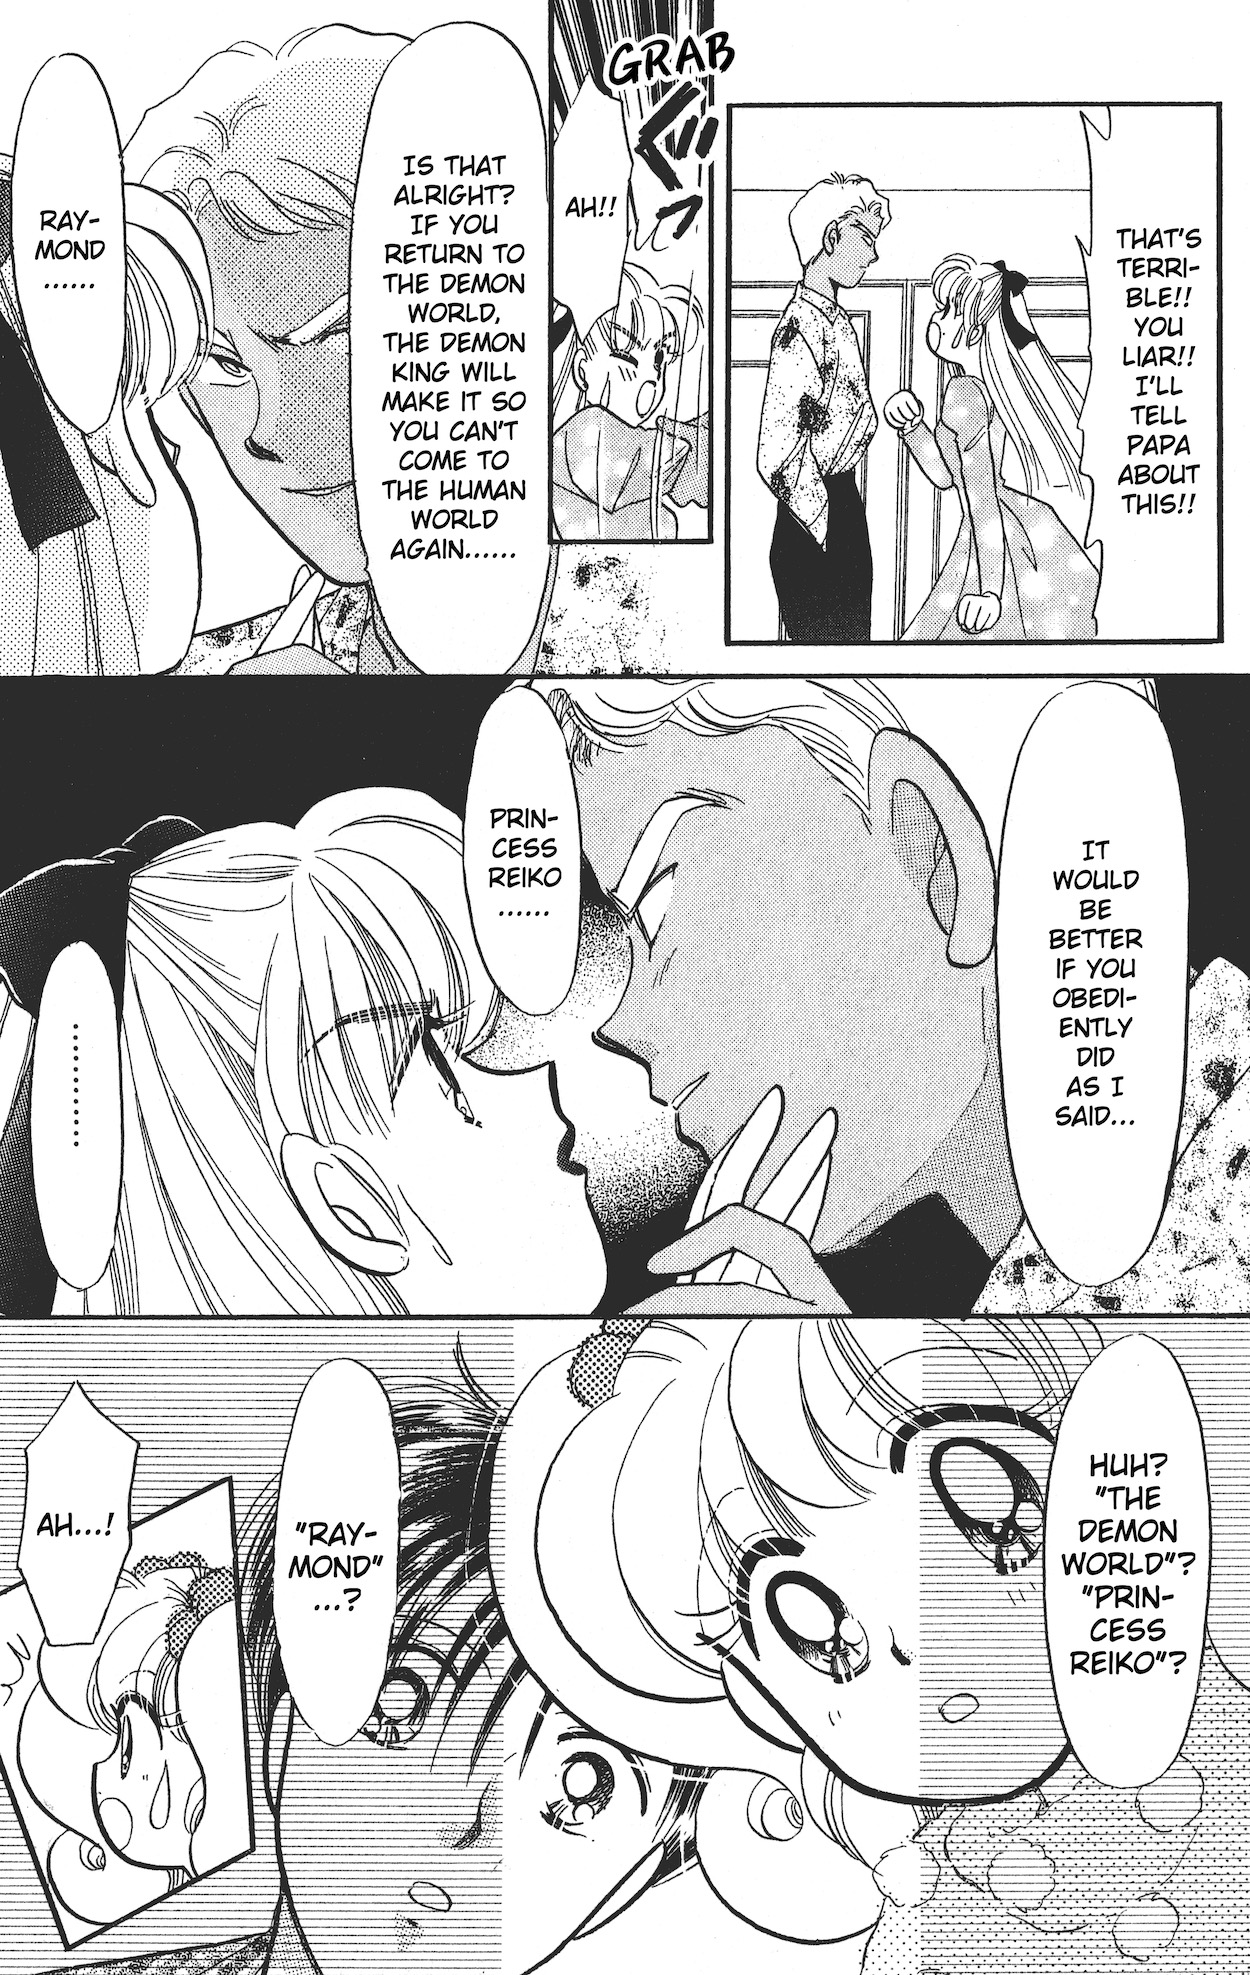 THAT'S
TERRI-
BLE!!
YOU
LIAR!!
I'LL
TELL
PAPA
ABOUT
THIS!!
GRAB
ぐっ
AH!!
IS THAT
ALRIGHT?
IF YOU
RETURN TO
THE DEMON
WORLD,
THE DEMON
KING WILL
MAKE IT SO
YOU CAN'T
COME TO
THE HUMAN
WORLD
AGAIN......
RAY-
MOND
......
IT
WOULD
BE
BETTER
IF YOU
OBEDI-
ENTLY
DID
AS I
SAID...
PRIN-
CESS
REIKO
......
.........
HUH?
"THE
DEMON
WORLD"?
"PRIN-
CESS
REIKO"?
"RAY-
MOND"
...?
AH...!